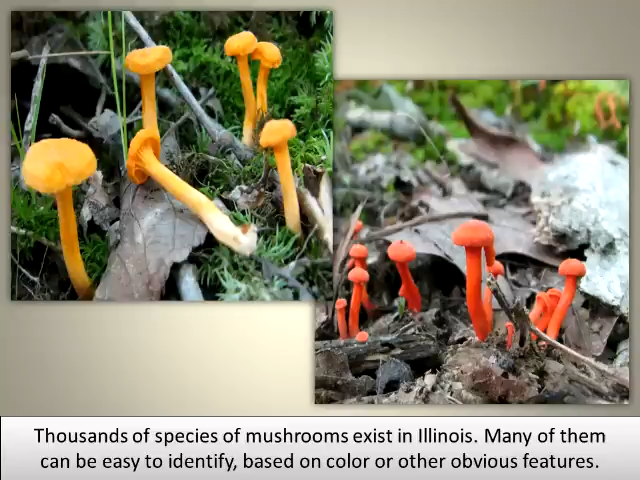 Thousands of species of mushrooms exist in Illinois. Many of them
can be easy to identify, based on color or other obvious features.